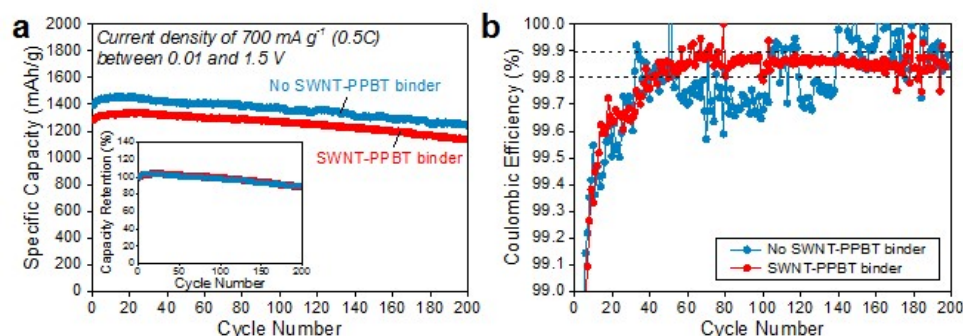 a
Specific Capacity (mAh/g)
2000
1800
1600
1400
1200
1000
800
600
400
200
0
Current density of 700 mA g⁻¹ (0.5C)
between 0.01 and 1.5 V
No SWNT-PPBT binder
SWNT-PPBT binder
Capacity Retention (%)
140
120
100
80
60
40
20
0
0 50 100 150 200
Cycle Number
0 20 40 60 80 100 120 140 160 180 200
Cycle Number
b
Coulombic Efficiency (%)
100.0
99.9
99.8
99.7
99.6
99.5
99.4
99.3
99.2
99.1
99.0
No SWNT-PPBT binder
SWNT-PPBT binder
0 20 40 60 80 100 120 140 160 180 200
Cycle Number